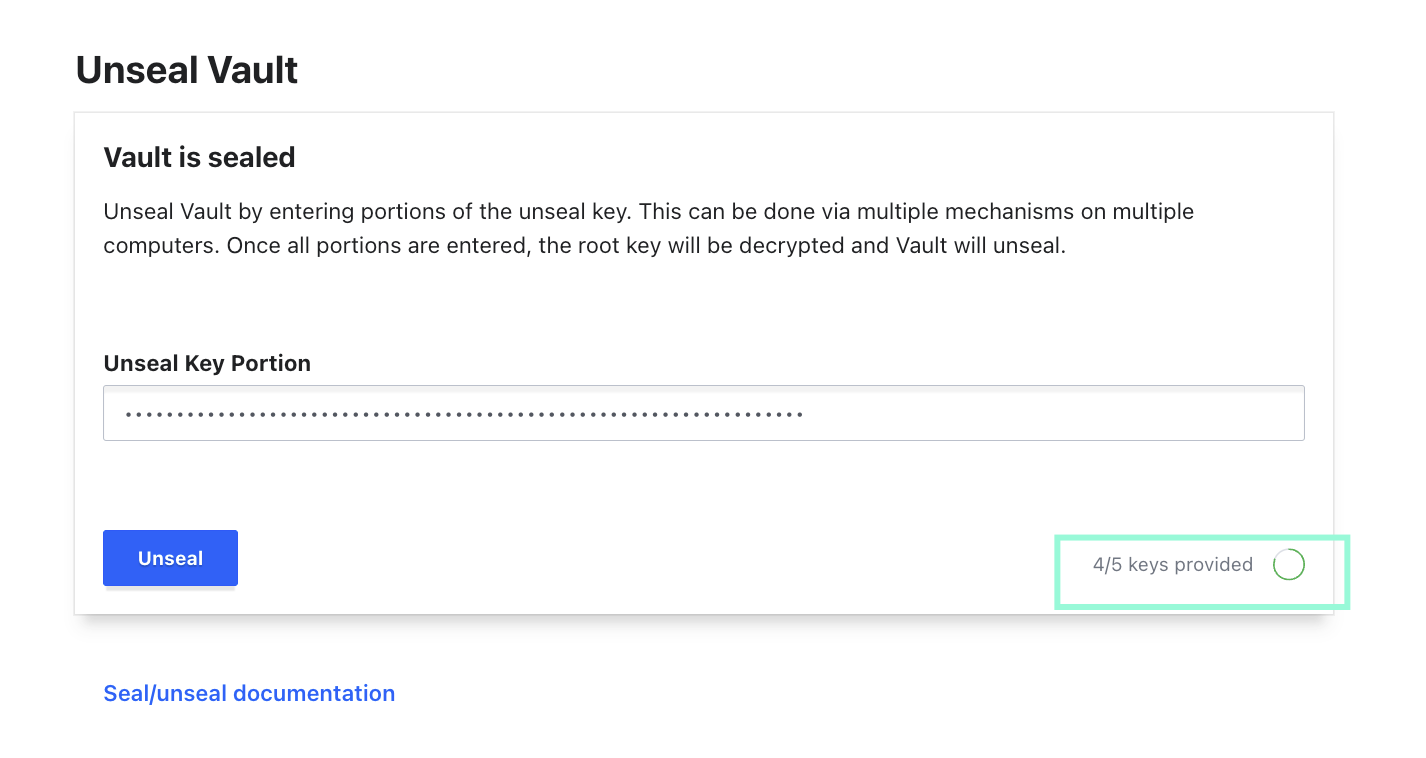 Unseal Vault
Vault is sealed
Unseal Vault by entering portions of the unseal key. This can be done via multiple mechanisms on multiple
computers. Once all portions are entered, the root key will be decrypted and Vault will unseal.
Unseal Key Portion
Unseal
4/5 keys provided
Seal/unseal documentation